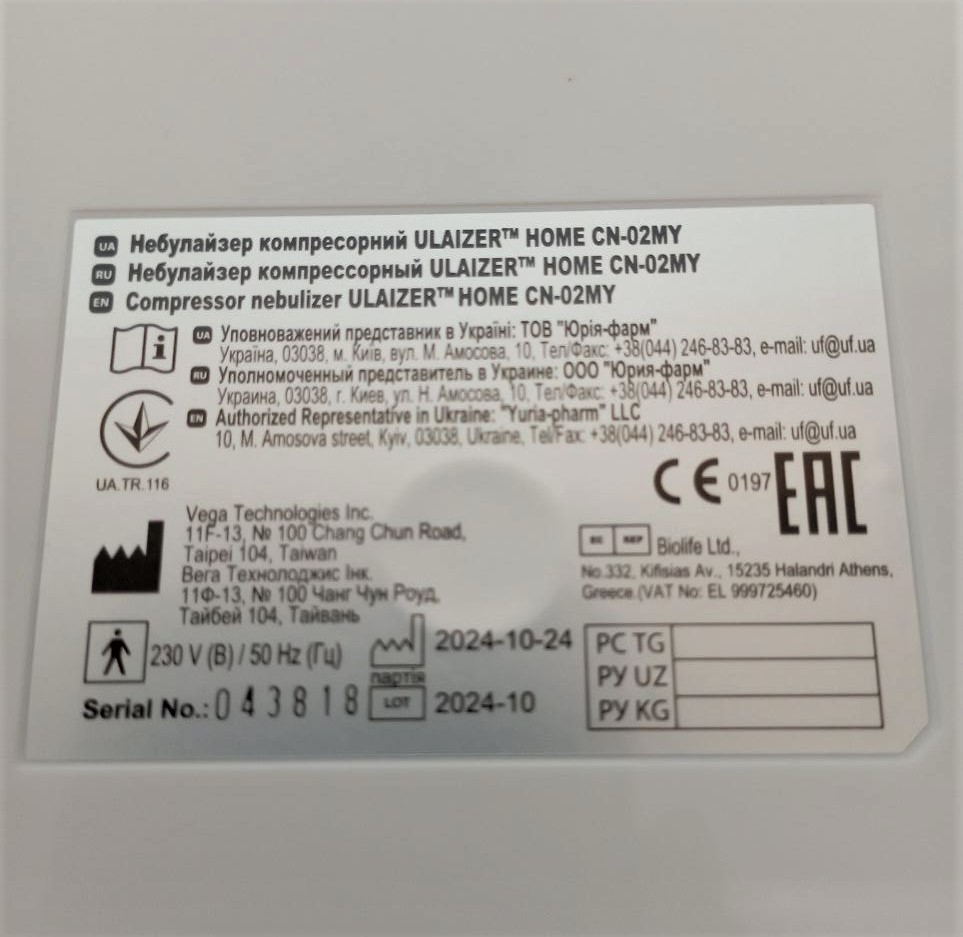 UA Небулайзер компресорний ULAIZER™ HOME CN-02MY
RU Небулайзер компрессорный ULAIZER™ HOME CN-02MY
EN Compressor nebulizer ULAIZER™ HOME CN-02MY
UA Уповноважений представник в Україні: ТОВ "Юрія-фарм"
Україна, 03038, м. Київ, вул. М. Амосова, 10, Тел/Факс: +38(044) 246-83-83, e-mail: uf@uf.ua
RU Уполномоченный представитель в Украине: ООО "Юрия-фарм"
Украина, 03038, г. Киев, ул. Н. Амосова, 10, Тел/Факс: +38(044) 246-83-83, e-mail: uf@uf.ua
EN Authorized Representative in Ukraine: "Yuria-pharm" LLC
10, M. Amosova street, Kyiv, 03038, Ukraine, Tel/Fax: +38(044) 246-83-83, e-mail: uf@uf.ua
UA.TR.116
CE 0197 EAC
Vega Technologies Inc.
11F-13, № 100 Chang Chun Road,
Taipei 104, Taiwan
Вега Технолоджис Інк.
11Ф-13, № 100 Чанг Чун Роуд,
Тайбей 104, Тайвань
EC REP Biolife Ltd.,
No.332, Kifisias Av., 15235 Halandri Athens,
Greece.(VAT No: EL 999725460)
230 V (В) / 50 Hz (Гц)
2024-10-24
партія
Serial No.: 043818
LOT 2024-10
РС TG
РУ UZ
РУ KG